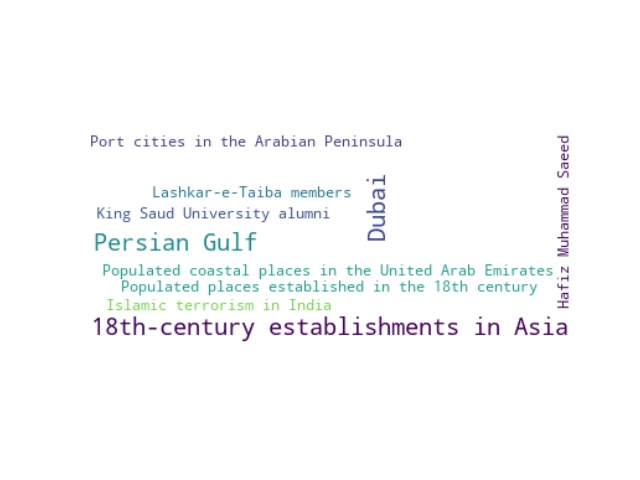 Port cities in the Arabian Peninsula
Hafiz Muhammad Saeed
Dubai
Lashkar-e-Taiba members
King Saud University alumni
Persian Gulf
Populated coastal places in the United Arab Emirates
Populated places established in the 18th century
Islamic terrorism in India
18th-century establishments in Asia